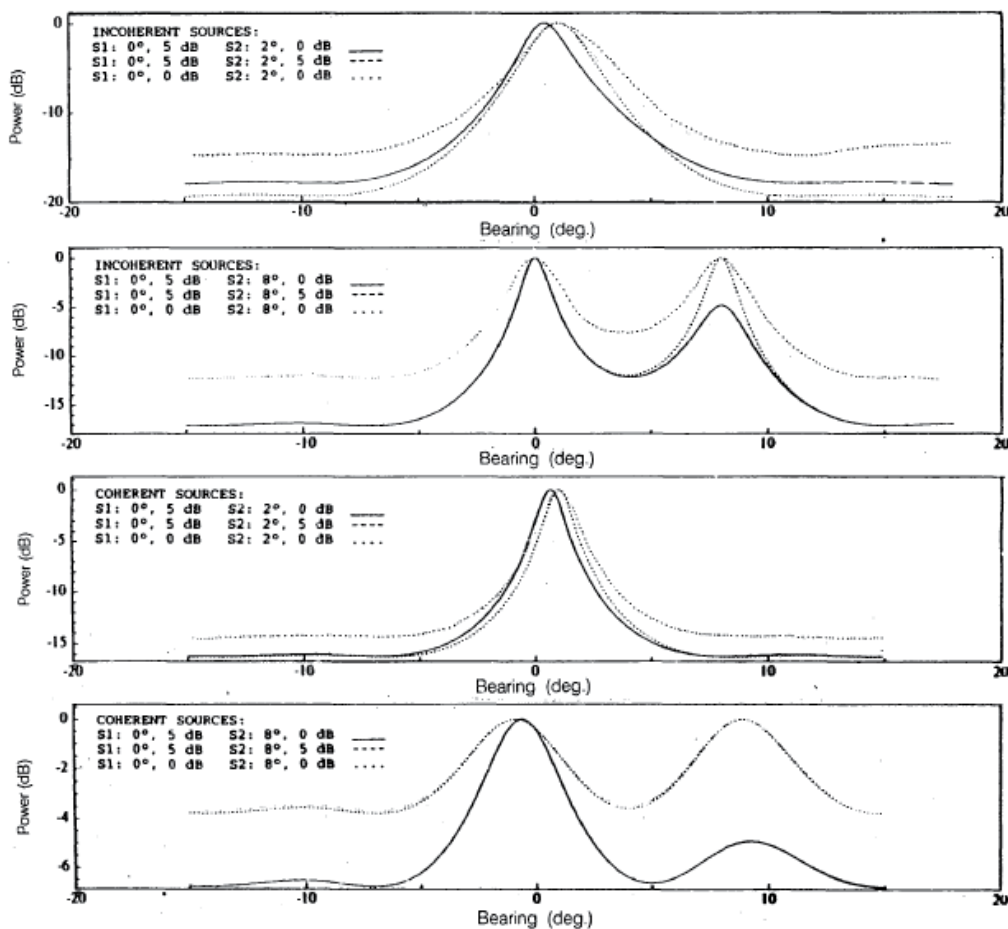 INCOHERENT SOURCES:
S1: 0°, 5 dB S2: 2°, 0 dB
S1: 0°, 5 dB S2: 2°, 5 dB
S1: 0°, 0 dB S2: 2°, 0 dB
Power (dB)
0
-10
-20
-20 -10 0 10 20
Bearing (deg.)
INCOHERENT SOURCES:
S1: 0°, 5 dB S2: 8°, 0 dB
S1: 0°, 5 dB S2: 8°, 5 dB
S1: 0°, 0 dB S2: 8°, 0 dB
Power (dB)
0
-5
-10
-15
-20 -10 0 10 20
Bearing (deg.)
COHERENT SOURCES:
S1: 0°, 5 dB S2: 2°, 0 dB
S1: 0°, 5 dB S2: 2°, 5 dB
S1: 0°, 0 dB S2: 2°, 0 dB
Power (dB)
0
-5
-10
-15
-20 -10 0 10 20
Bearing (deg.)
COHERENT SOURCES:
S1: 0°, 5 dB S2: 8°, 0 dB
S1: 0°, 5 dB S2: 8°, 5 dB
S1: 0°, 0 dB S2: 8°, 0 dB
Power (dB)
0
-2
-4
-6
-20 -10 0 10 20
Bearing (deg.)